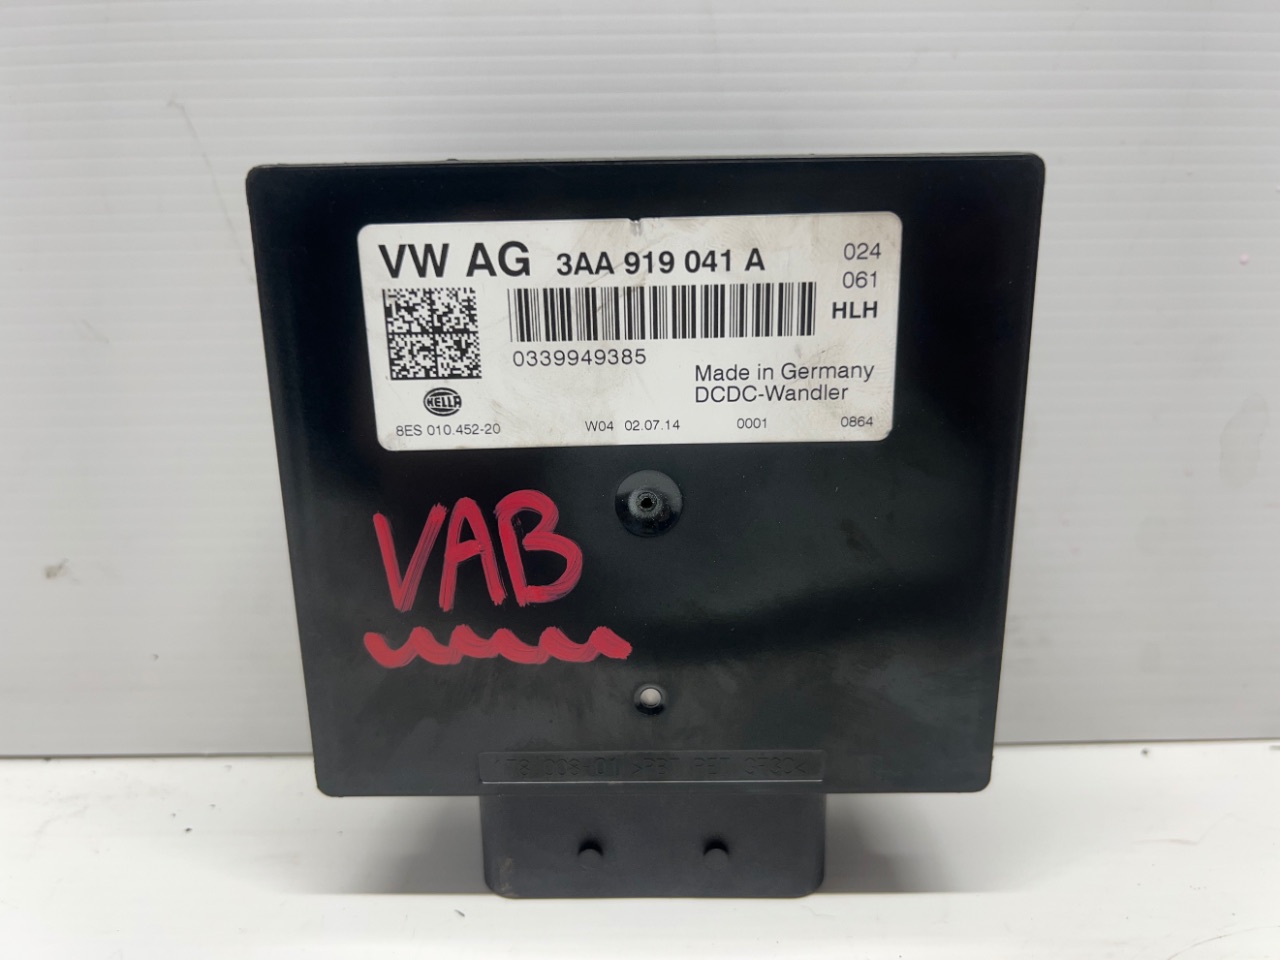 VW AG 3AA 919 041 A
024
061
HLH
0339949385
Made in Germany
DCDC-Wandler
HELLA
8ES 010.452-20 W04 02.07.14 0001 0864
VAB
>PBT